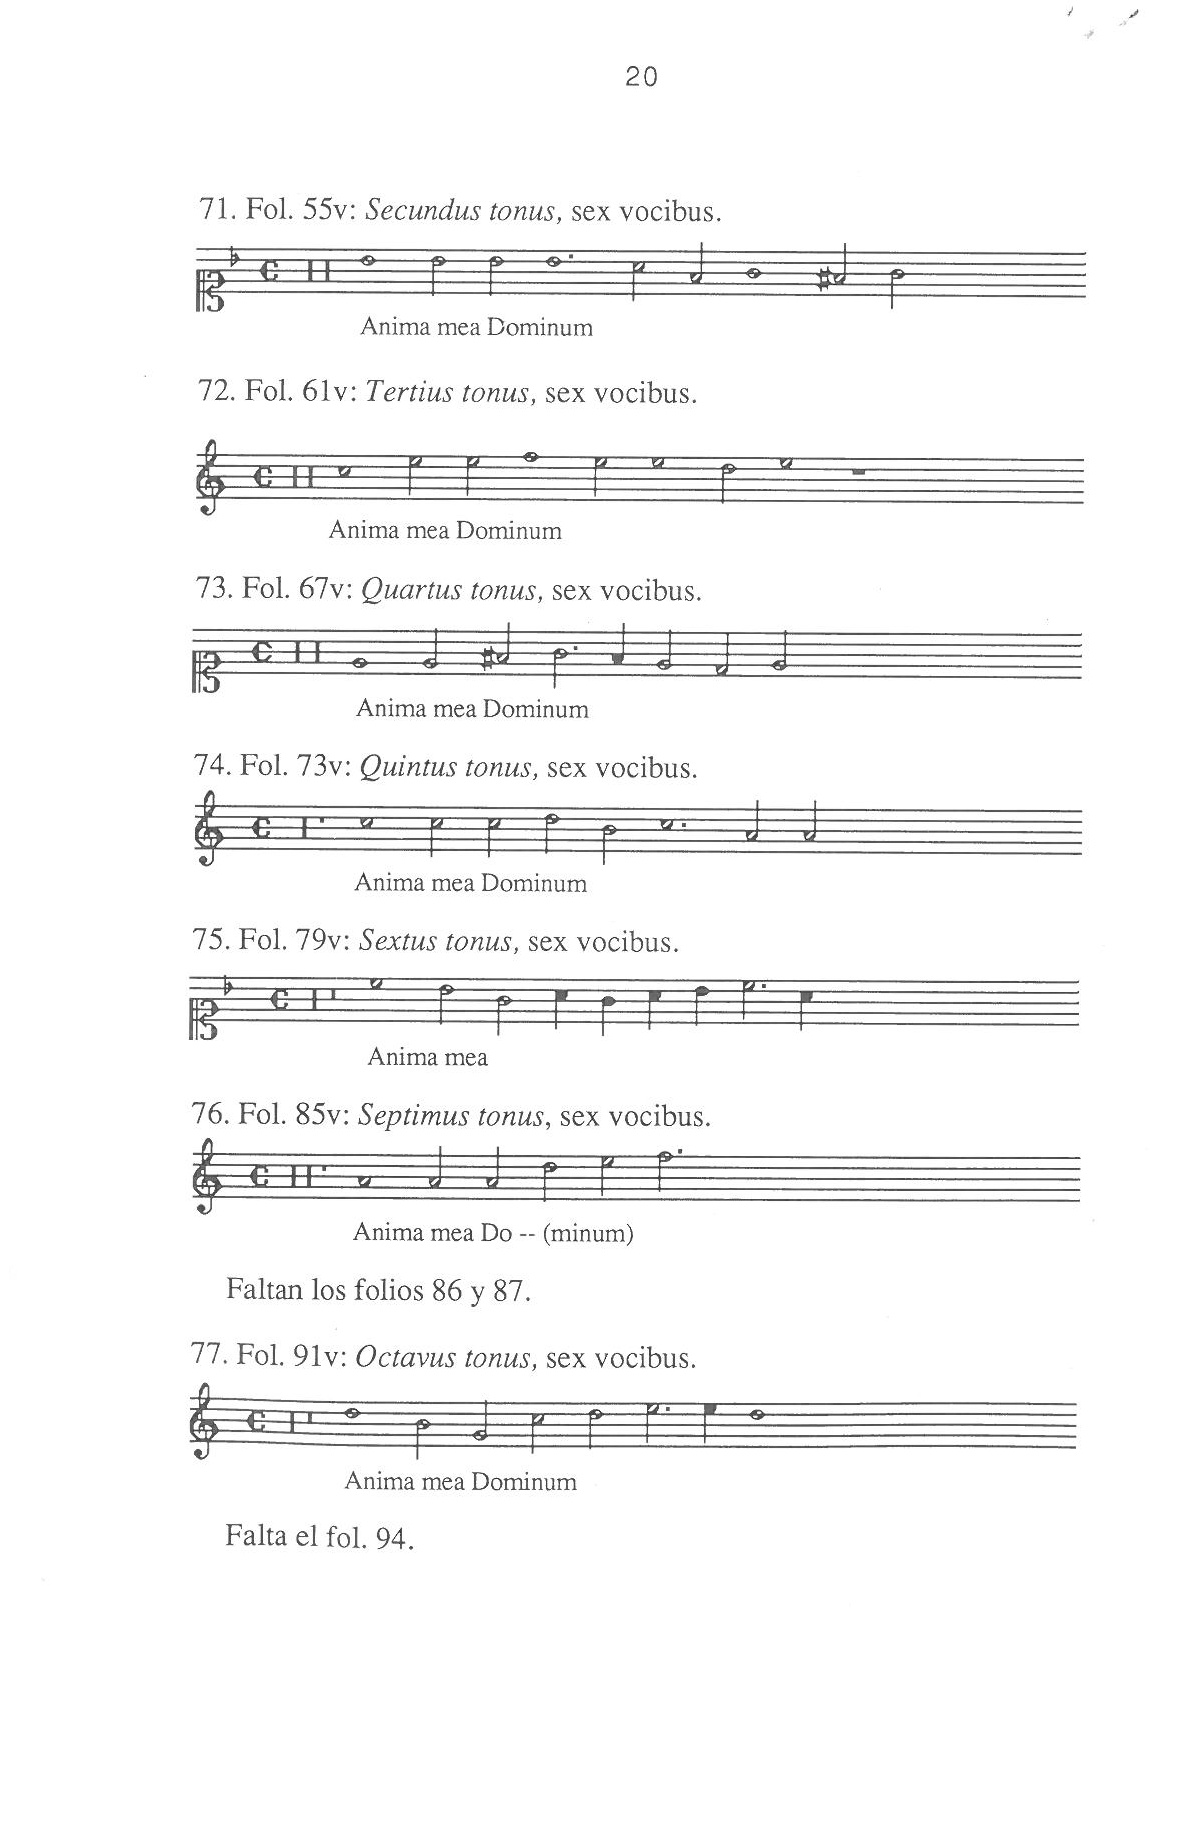 20
71. Fol. 55v: Secundus tonus, sex vocibus.
Anima mea Dominum
72. Fol. 61v: Tertius tonus, sex vocibus.
Anima mea Dominum
73. Fol. 67v: Quartus tonus, sex vocibus.
Anima mea Dominum
74. Fol. 73v: Quintus tonus, sex vocibus.
Anima mea Dominum
75. Fol. 79v: Sextus tonus, sex vocibus.
Anima mea
76. Fol. 85v: Septimus tonus, sex vocibus.
Anima mea Do -- (minum)
Faltan los folios 86 y 87.
77. Fol. 91v: Octavus tonus, sex vocibus.
Anima mea Dominum
Falta el fol. 94.